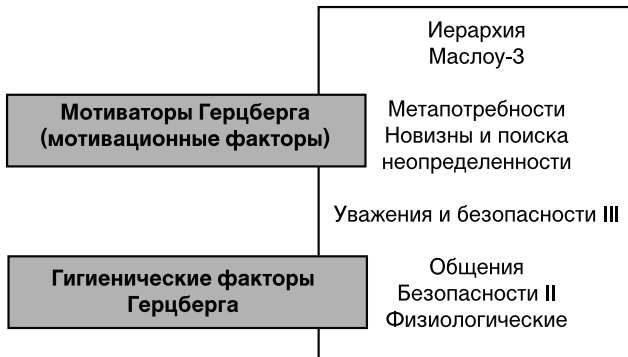 Иерархия
Маслоу-3
Мотиваторы Герцберга
(мотивационные факторы)
Метапотребности
Новизны и поиска
неопределенности
Уважения и безопасности III
Гигиенические факторы
Герцберга
Общения
Безопасности II
Физиологические